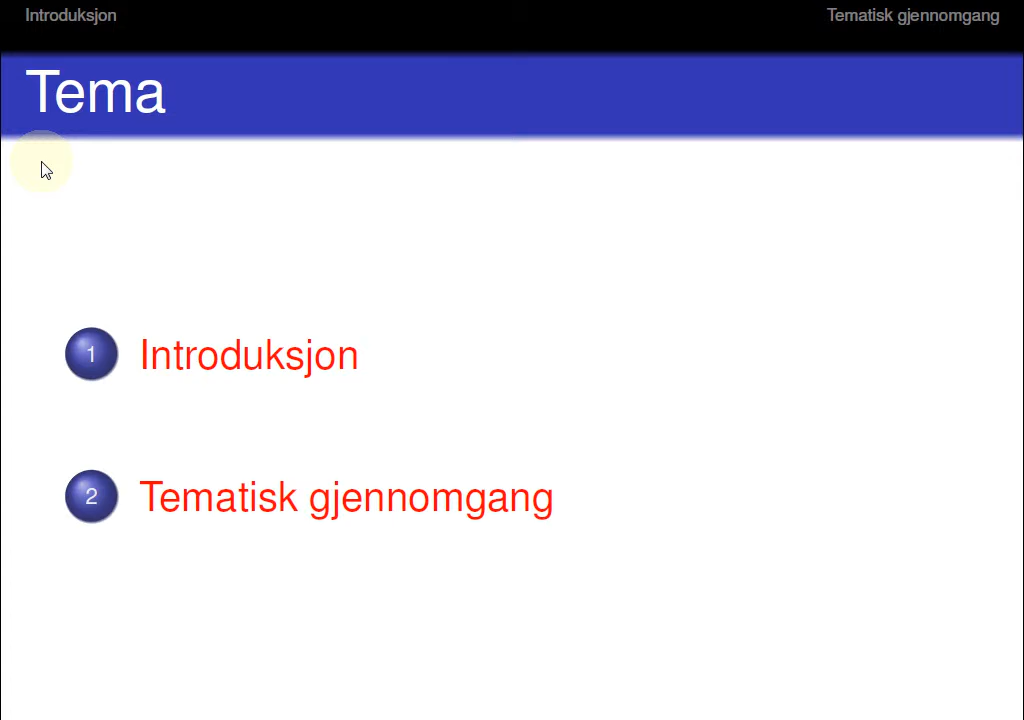 Introduksjon
Tematisk gjennomgang
Tema
1 Introduksjon
2 Tematisk gjennomgang